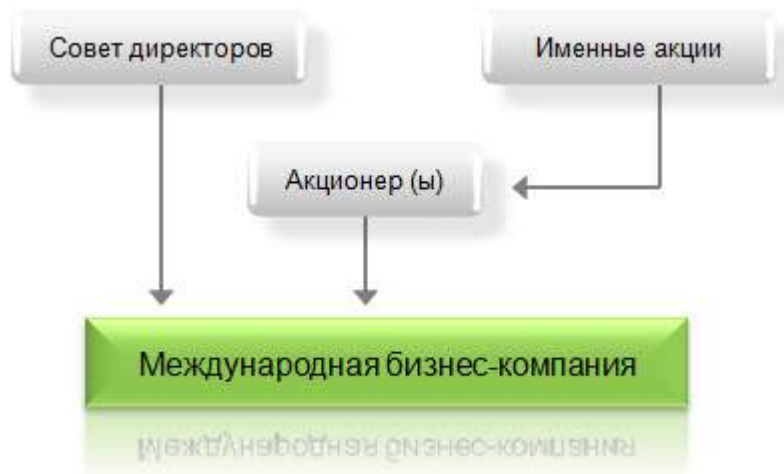 Совет директоров
Именные акции
Акционер (ы)
Международная бизнес-компания